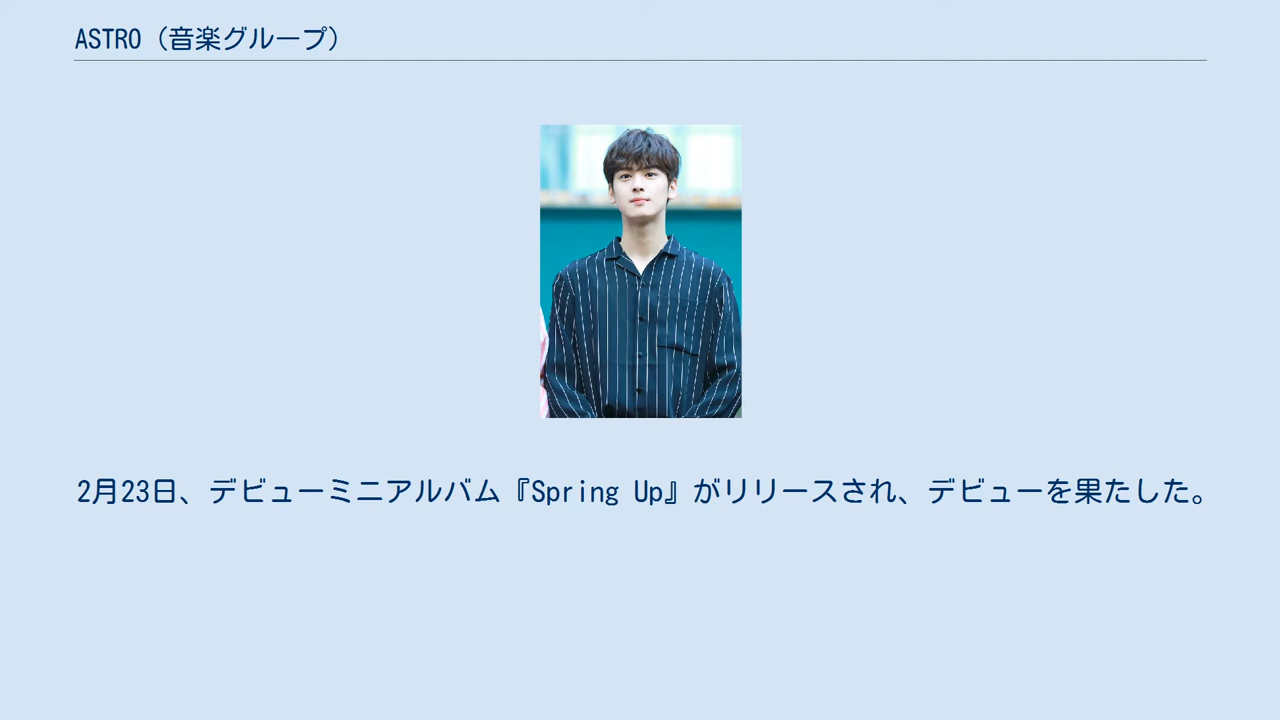 ASTRO（音楽グループ）
2月23日、デビューミニアルバム『Spring Up』がリリースされ、デビューを果たした。